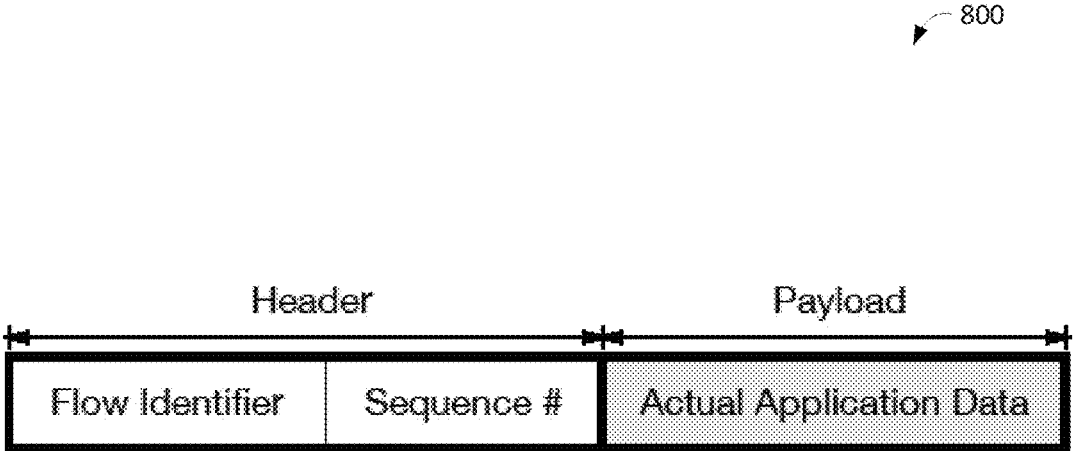 800
Header Payload
Flow Identifier Sequence # Actual Application Data